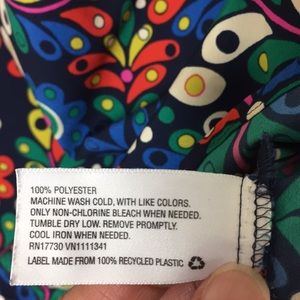 100% POLYESTER
MACHINE WASH COLD, WITH LIKE COLORS.
ONLY NON-CHLORINE BLEACH WHEN NEEDED.
TUMBLE DRY LOW. REMOVE PROMPTLY.
COOL IRON WHEN NEEDED.
RN17730 VN1111341
LABEL MADE FROM 100% RECYCLED PLASTIC